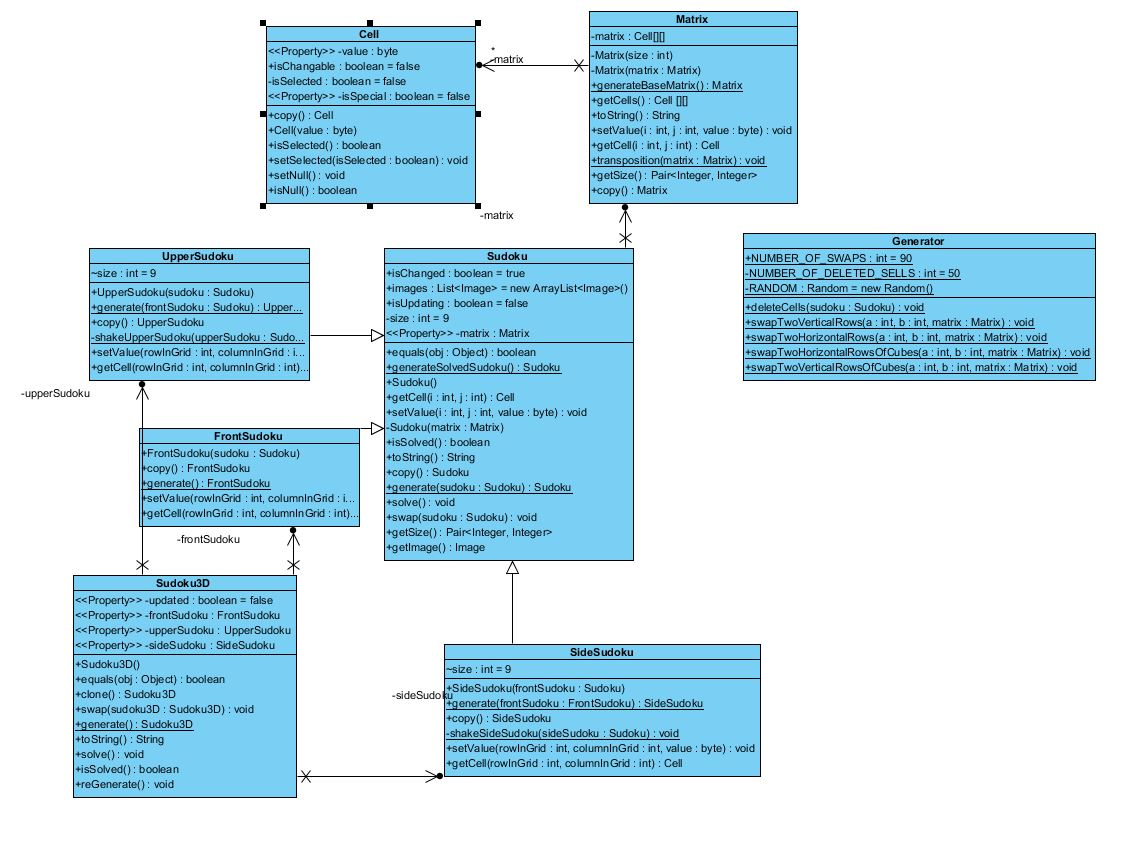 Cell
<<Property>> -value : byte
+isChangable : boolean = false
-isSelected : boolean = false
<<Property>> -isSpecial : boolean = false
+copy() : Cell
+Cell(value : byte)
+isSelected() : boolean
+setSelected(isSelected : boolean) : void
+setNull() : void
+isNull() : boolean
*
-matrix
Matrix
-matrix : Cell[][]
-Matrix(size : int)
-Matrix(matrix : Matrix)
+generateBaseMatrix() : Matrix
+getCells() : Cell [][]
+toString() : String
+setValue(i : int, j : int, value : byte) : void
+getCell(i : int, j : int) : Cell
+transposition(matrix : Matrix) : void
+getSize() : Pair<Integer, Integer>
+copy() : Matrix
-matrix
UpperSudoku
~size : int = 9
+UpperSudoku(sudoku : Sudoku)
+generate(frontSudoku : Sudoku) : Upper...
+copy() : UpperSudoku
-shakeUpperSudoku(upperSudoku : Sudo...
+setValue(rowInGrid : int, columnInGrid : i...
+getCell(rowInGrid : int, columnInGrid : int)...
-upperSudoku
Sudoku
+isChanged : boolean = true
+images : List<Image> = new ArrayList<Image>()
+isUpdating : boolean = false
-size : int = 9
<<Property>> -matrix : Matrix
+equals(obj : Object) : boolean
+generateSolvedSudoku() : Sudoku
+Sudoku()
+getCell(i : int, j : int) : Cell
+setValue(i : int, j : int, value : byte) : void
-Sudoku(matrix : Matrix)
+isSolved() : boolean
+toString() : String
+copy() : Sudoku
+generate(sudoku : Sudoku) : Sudoku
+solve() : void
+swap(sudoku : Sudoku) : void
+getSize() : Pair<Integer, Integer>
+getImage() : Image
Generator
+NUMBER_OF_SWAPS : int = 90
-NUMBER_OF_DELETED_SELLS : int = 50
-RANDOM : Random = new Random()
+deleteCells(sudoku : Sudoku) : void
+swapTwoVerticalRows(a : int, b : int, matrix : Matrix) : void
+swapTwoHorizontalRows(a : int, b : int, matrix : Matrix) : void
+swapTwoHorizontalRowsOfCubes(a : int, b : int, matrix : Matrix) : void
+swapTwoVerticalRowsOfCubes(a : int, b : int, matrix : Matrix) : void
FrontSudoku
+FrontSudoku(sudoku : Sudoku)
+copy() : FrontSudoku
+generate() : FrontSudoku
+setValue(rowInGrid : int, columnInGrid : i...
+getCell(rowInGrid : int, columnInGrid : int)...
-frontSudoku
Sudoku3D
<<Property>> -updated : boolean = false
<<Property>> -frontSudoku : FrontSudoku
<<Property>> -upperSudoku : UpperSudoku
<<Property>> -sideSudoku : SideSudoku
+Sudoku3D()
+equals(obj : Object) : boolean
+clone() : Sudoku3D
+swap(sudoku3D : Sudoku3D) : void
+generate() : Sudoku3D
+toString() : String
+solve() : void
+isSolved() : boolean
+reGenerate() : void
-sideSudoku
SideSudoku
~size : int = 9
+SideSudoku(frontSudoku : Sudoku)
+generate(frontSudoku : FrontSudoku) : SideSudoku
+copy() : SideSudoku
-shakeSideSudoku(sideSudoku : Sudoku) : void
+setValue(rowInGrid : int, columnInGrid : int, value : byte) : void
+getCell(rowInGrid : int, columnInGrid : int) : Cell